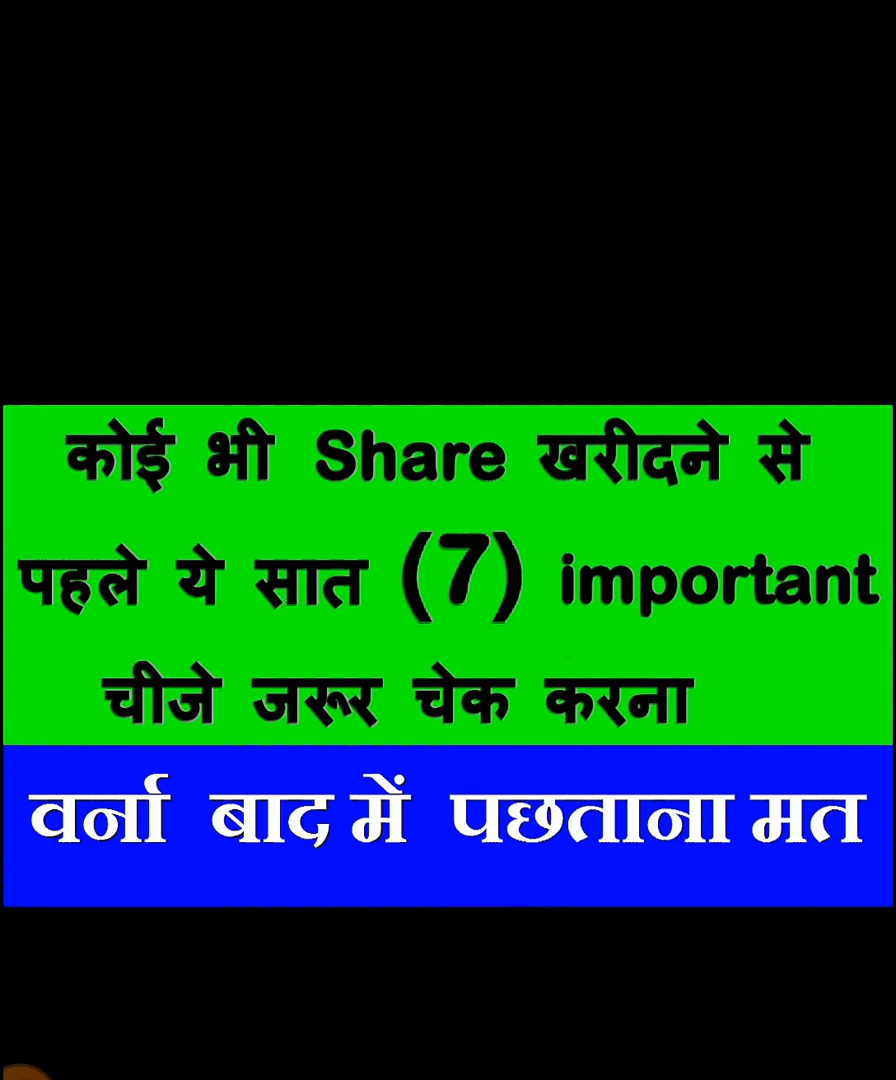 कोई भी Share खरीदने से
पहले ये सात (7) important
चीजे जरूर चेक करना
वर्ना बाद में पछताना मत